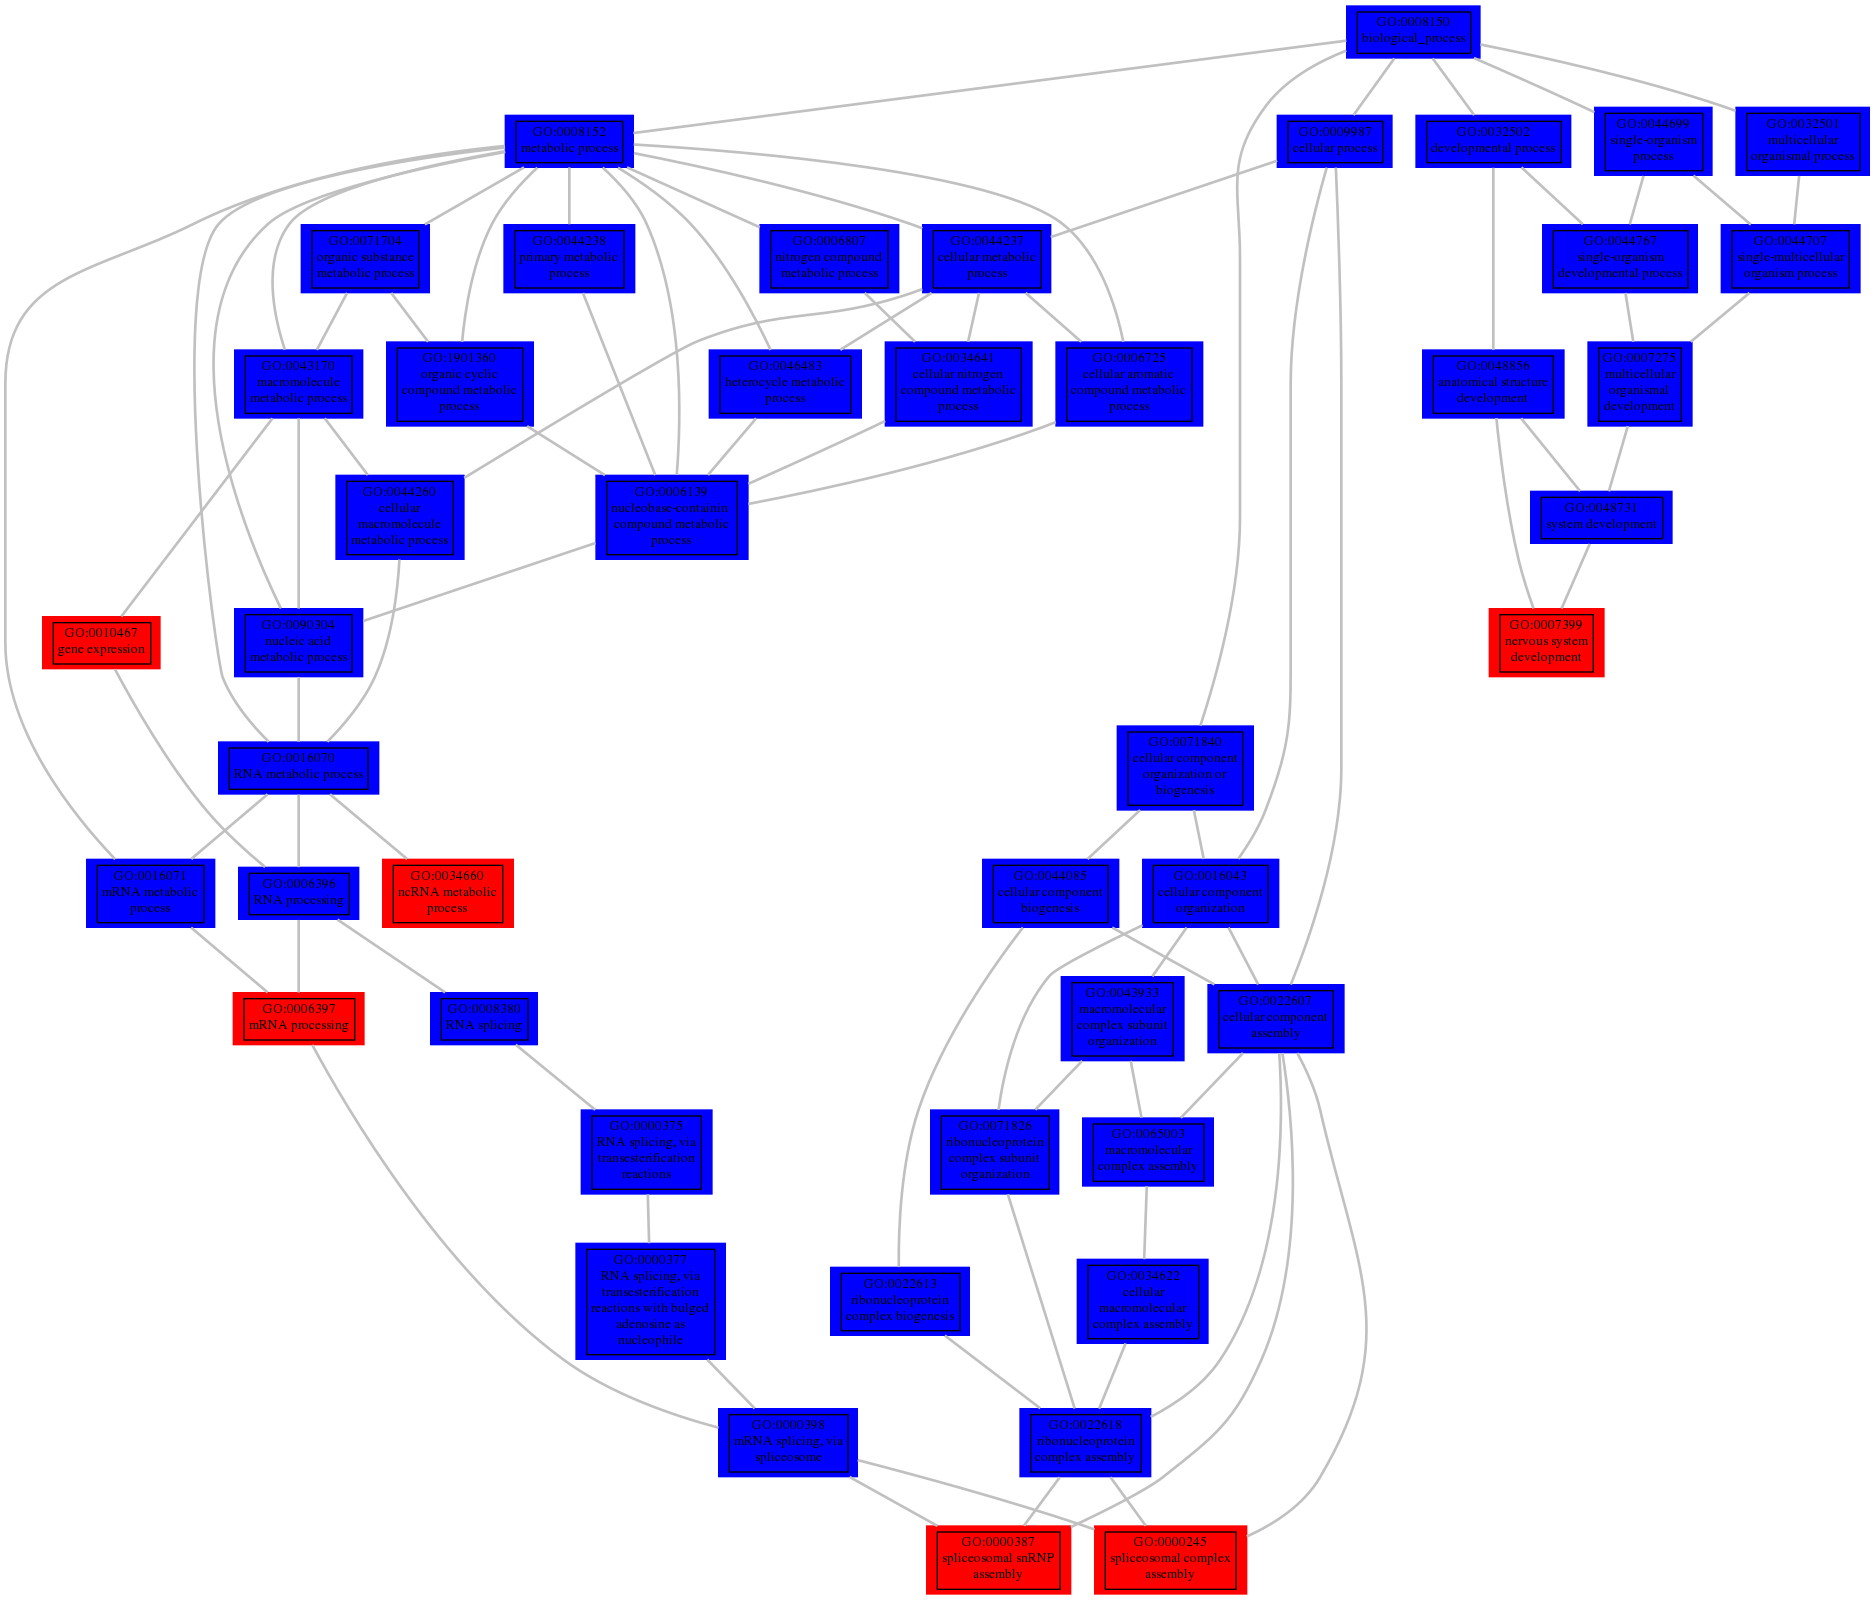 GO:0008150
biological_process
GO:0008152
metabolic process
GO:0009987
cellular process
GO:0032502
developmental process
GO:0044699
single-organism
process
GO:0032501
multicellular
organismal process
GO:0071704
organic substance
metabolic process
GO:0044238
primary metabolic
process
GO:0006807
nitrogen compound
metabolic process
GO:0044237
cellular metabolic
process
GO:0044767
single-organism
developmental process
GO:0044707
single-multicellular
organism process
GO:0043170
macromolecule
metabolic process
GO:1901360
organic cyclic
compound metabolic
process
GO:0046483
heterocycle metabolic
process
GO:0034641
cellular nitrogen
compound metabolic
process
GO:0006725
cellular aromatic
compound metabolic
process
GO:0048856
anatomical structure
development
GO:0007275
multicellular
organismal
development
GO:0044260
cellular
macromolecule
metabolic process
GO:0006139
nucleobase-containin
compound metabolic
process
GO:0048731
system development
GO:0010467
gene expression
GO:0090304
nucleic acid
metabolic process
GO:0007399
nervous system
development
GO:0016070
RNA metabolic process
GO:0071840
cellular component
organization or
biogenesis
GO:0016071
mRNA metabolic
process
GO:0006396
RNA processing
GO:0034660
ncRNA metabolic
process
GO:0044085
cellular component
biogenesis
GO:0016043
cellular component
organization
GO:0006397
mRNA processing
GO:0008380
RNA splicing
GO:0043933
macromolecular
complex subunit
organization
GO:0022607
cellular component
assembly
GO:0000375
RNA splicing, via
transesterification
reactions
GO:0071826
ribonucleoprotein
complex subunit
organization
GO:0065003
macromolecular
complex assembly
GO:0000377
RNA splicing, via
transesterification
reactions with bulged
adenosine as
nucleophile
GO:0022613
ribonucleoprotein
complex biogenesis
GO:0034622
cellular
macromolecular
complex assembly
GO:0000398
mRNA splicing, via
spliceosome
GO:0022618
ribonucleoprotein
complex assembly
GO:0000387
spliceosomal snRNP
assembly
GO:0000245
spliceosomal complex
assembly